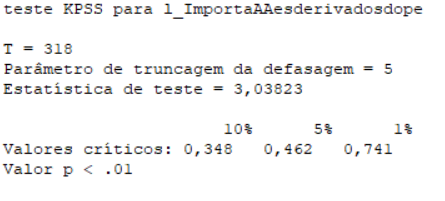 teste KPSS para l_ImportaAAesderivadosdope
T = 318
Parâmetro de truncagem da defasagem = 5
Estatística de teste = 3,03823
10% 5% 1%
Valores críticos: 0,348 0,462 0,741
Valor p < .01